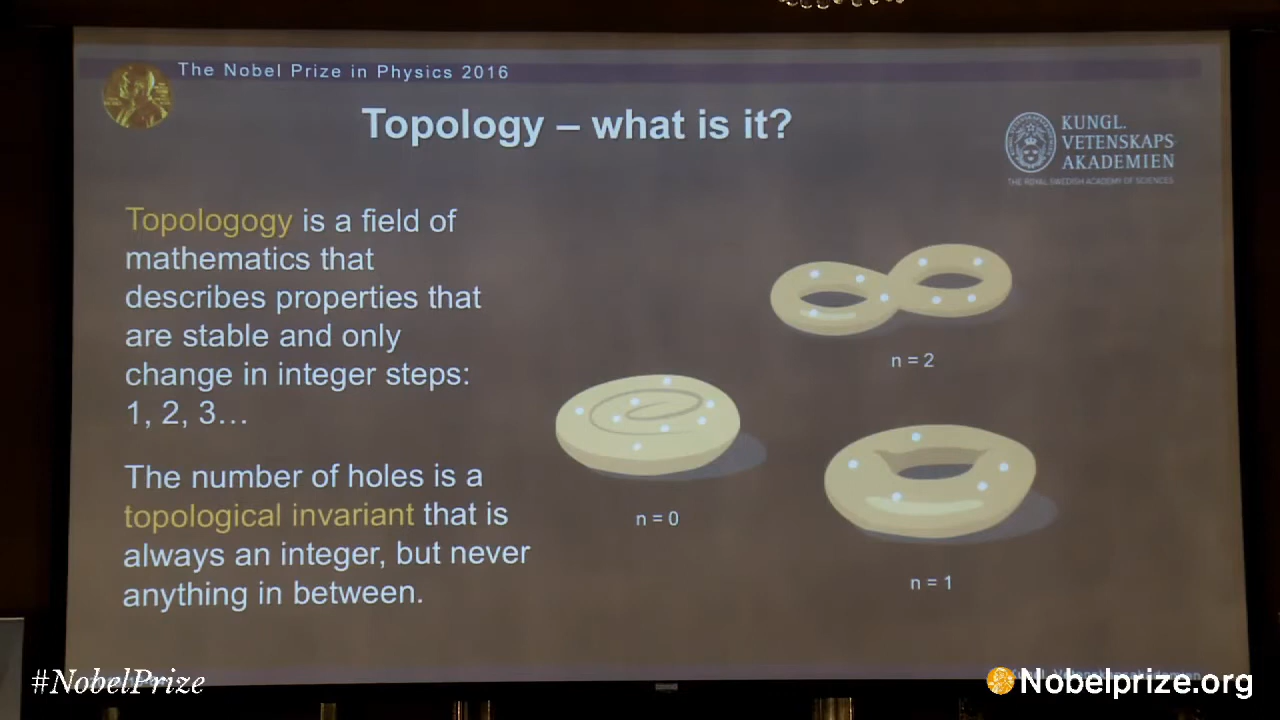 The Nobel Prize in Physics 2016
Topology – what is it?
KUNGL.
VETENSKAPS
AKADEMIEN
THE ROYAL SWEDISH ACADEMY OF SCIENCES
Topologogy is a field of
mathematics that
describes properties that
are stable and only
change in integer steps:
1, 2, 3…
The number of holes is a
topological invariant that is
always an integer, but never
anything in between.
n = 2
n = 0
n = 1
#NobelPrize
Nobelprize.org